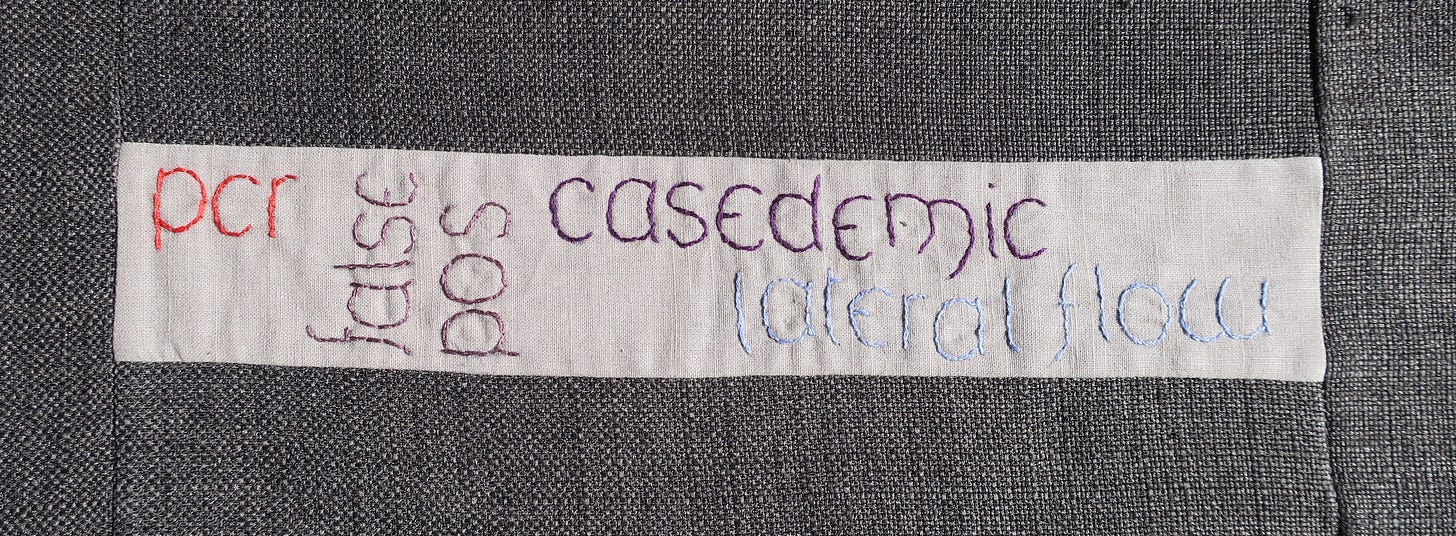 pcr
false
pos
casedemic
lateral flow